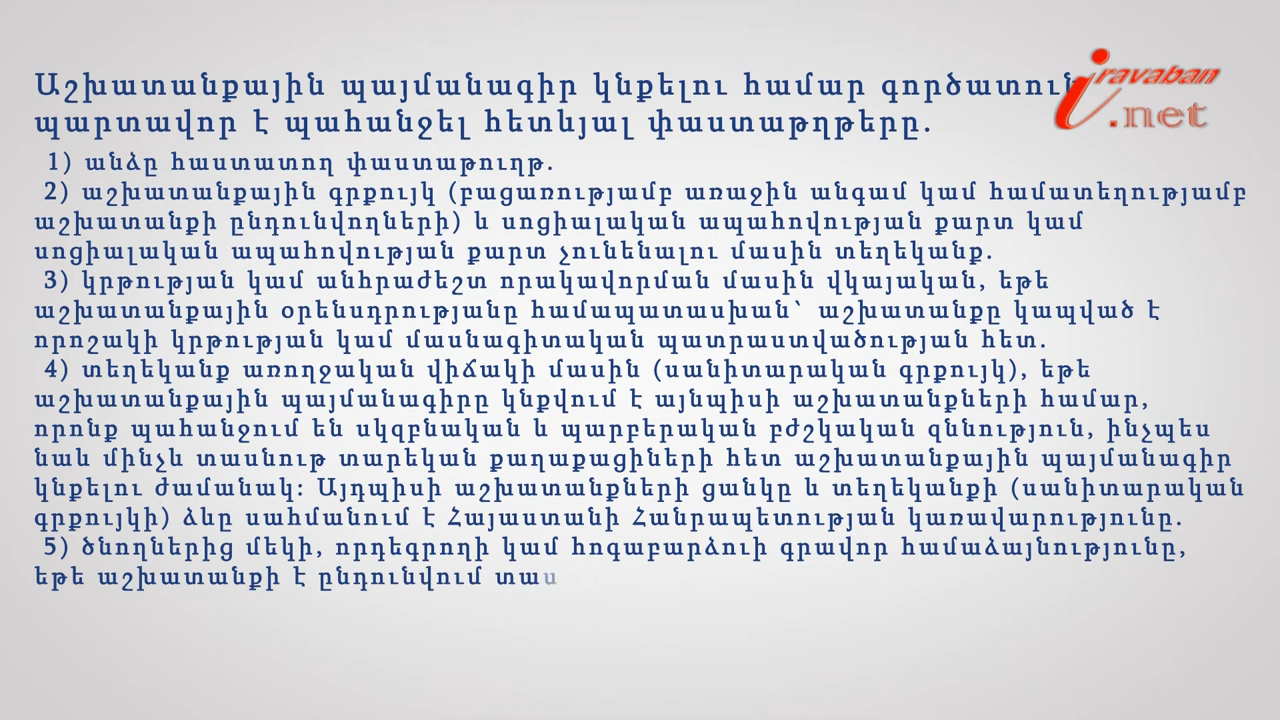 Աշխատանքային պայմանագիր կնքելու համար գործատուն
պարտավոր է պահանջել հետևյալ փաստաթղթերը.
1) անձը հաստատող փաստաթուղթ.
2) աշխատանքային գրքույկ (բացառությամբ առաջին անգամ կամ համատեղությամբ
աշխատանքի ընդունվողների) և սոցիալական ապահովության քարտ կամ
սոցիալական ապահովության քարտ չունենալու մասին տեղեկանք.
3) կրթության կամ անհրաժեշտ որակավորման մասին վկայական, եթե
աշխատանքային օրենսդրությանը համապատասխան՝ աշխատանքը կապված է
որոշակի կրթության կամ մասնագիտական պատրաստվածության հետ.
4) տեղեկանք առողջական վիճակի մասին (սանիտարական գրքույկ), եթե
աշխատանքային պայմանագիրը կնքվում է այնպիսի աշխատանքների համար,
որոնք պահանջում են սկզբնական և պարբերական բժշկական զննություն, ինչպես
նաև մինչև տասնութ տարեկան քաղաքացիների հետ աշխատանքային պայմանագիր
կնքելու ժամանակ: Այդպիսի աշխատանքների ցանկը և տեղեկանքի (սանիտարական
գրքույկի) ձևը սահմանում է Հայաստանի Հանրապետության կառավարությունը.
5) ծնողներից մեկի, որդեգրողի կամ հոգաբարձուի գրավոր համաձայնությունը,
եթե աշխատանքի է ընդունվում տաս
iravaban
.net